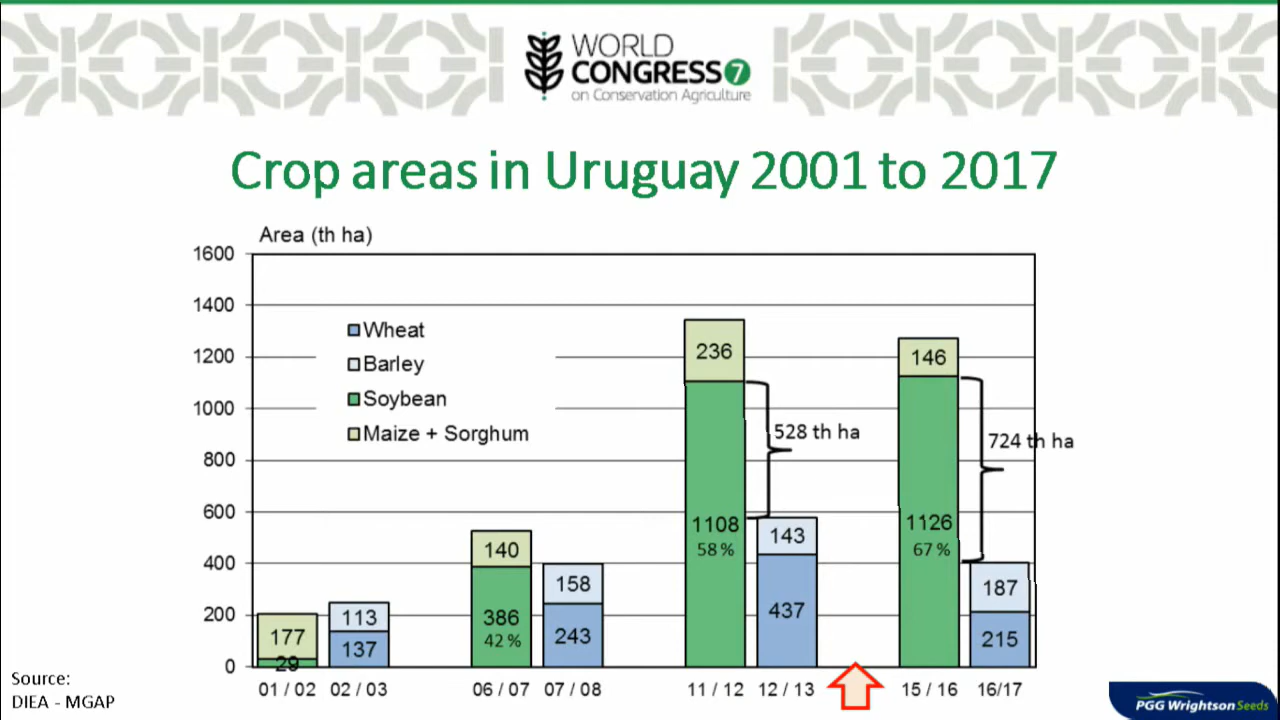 WORLD
CONGRESS 7
on Conservation Agriculture
Crop areas in Uruguay 2001 to 2017
Area (th ha)
1600
1400
1200
1000
800
600
400
200
0
Wheat
Barley
Soybean
Maize + Sorghum
177
29
113
137
140
386
42 %
158
243
236
1108
58 %
528 th ha
143
437
146
1126
67 %
724 th ha
187
215
01 / 02 02 / 03 06 / 07 07 / 08 11 / 12 12 / 13 15 / 16 16/17
Source:
DIEA - MGAP
PGG Wrightson Seeds